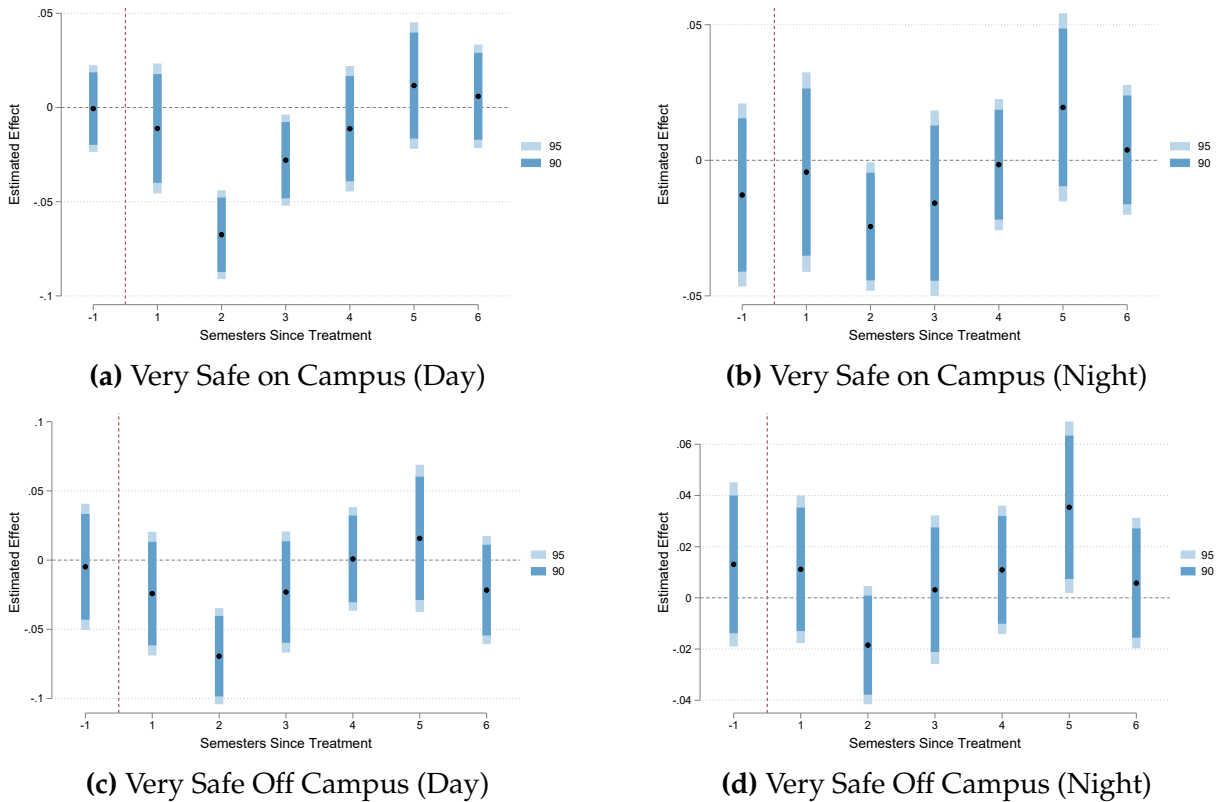 .05
0
-.05
-.1
Estimated Effect
-1 1 2 3 4 5 6
Semesters Since Treatment
95
90
(a) Very Safe on Campus (Day)
.05
0
-.05
Estimated Effect
-1 1 2 3 4 5 6
Semesters Since Treatment
95
90
(b) Very Safe on Campus (Night)
.1
.05
0
-.05
-.1
Estimated Effect
-1 1 2 3 4 5 6
Semesters Since Treatment
95
90
(c) Very Safe Off Campus (Day)
.06
.04
.02
0
-.02
-.04
Estimated Effect
-1 1 2 3 4 5 6
Semesters Since Treatment
95
90
(d) Very Safe Off Campus (Night)